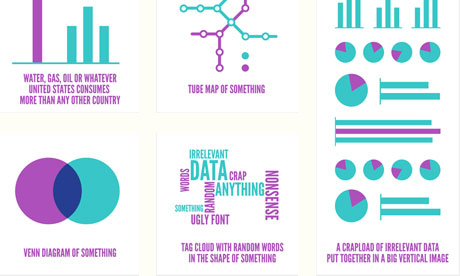 WATER, GAS, OIL OR WHATEVER
UNITED STATES CONSUMES
MORE THAN ANY OTHER COUNTRY
TUBE MAP OF SOMETHING
VENN DIAGRAM OF SOMETHING
IRRELEVANT
WORDS
DATA
CRAP
NONSENSE
RANDOM
ANYTHING
SOMETHING
UGLY FONT
TAG CLOUD WITH RANDOM WORDS
IN THE SHAPE OF SOMETHING
A CRAPLOAD OF IRRELEVANT DATA
PUT TOGETHER IN A BIG VERTICAL IMAGE